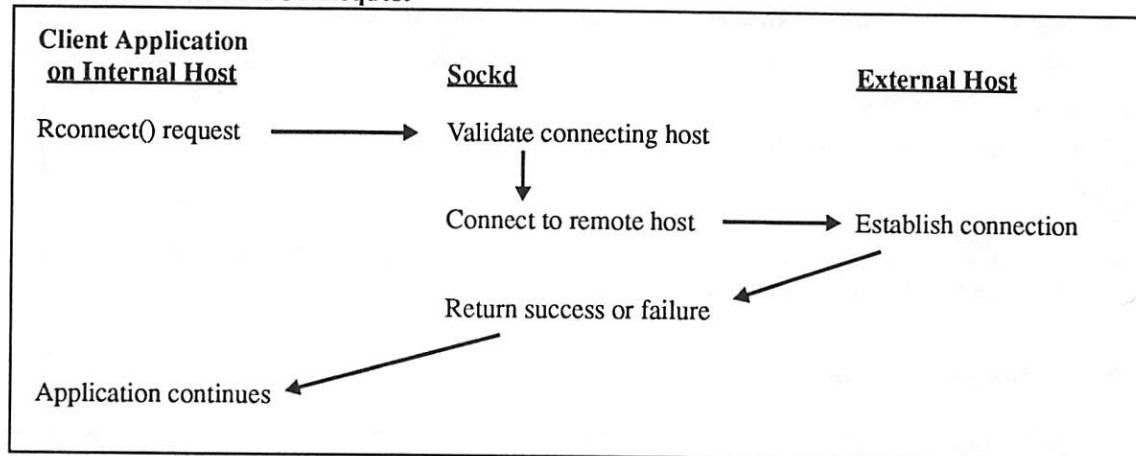 Request
Client Application
on Internal Host
Sockd
External Host
Rconnect() request
Validate connecting host
Connect to remote host
Establish connection
Return success or failure
Application continues